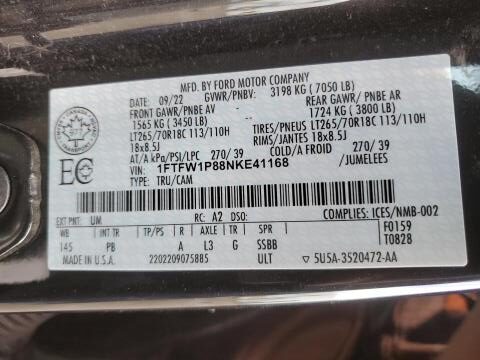 MFD. BY FORD MOTOR COMPANY
09/22 GVWR/PNBV: 3198 KG (7050 LB)
FRONT GAWR/PNBE AV REAR GAWR/ PNBE AR
1565 KG (3450 LB) 1724 KG (3800 LB)
LT265/70R18C 113/110H TIRES/PNEUS LT265/70R18C 113/110H
18x8.5J RIMS/JANTES 18x8.5J
AT/A kPa/PSI/LPC 270/39 COLD/A FROID 270/39
VIN: 1FTFW1P88NKE41168 /JUMELEES
TYPE: TRU/CAM
EC
EXT PNT: UM RC: A2 DSO: COMPLIES: ICES/NMB-002
WB INT TR TP/PS R AXLE TR SPR F0159
145 PB A L3 G SSBB T0828
MADE IN U.S.A. 2202209075885 ULT 5U5A-3520472-AA